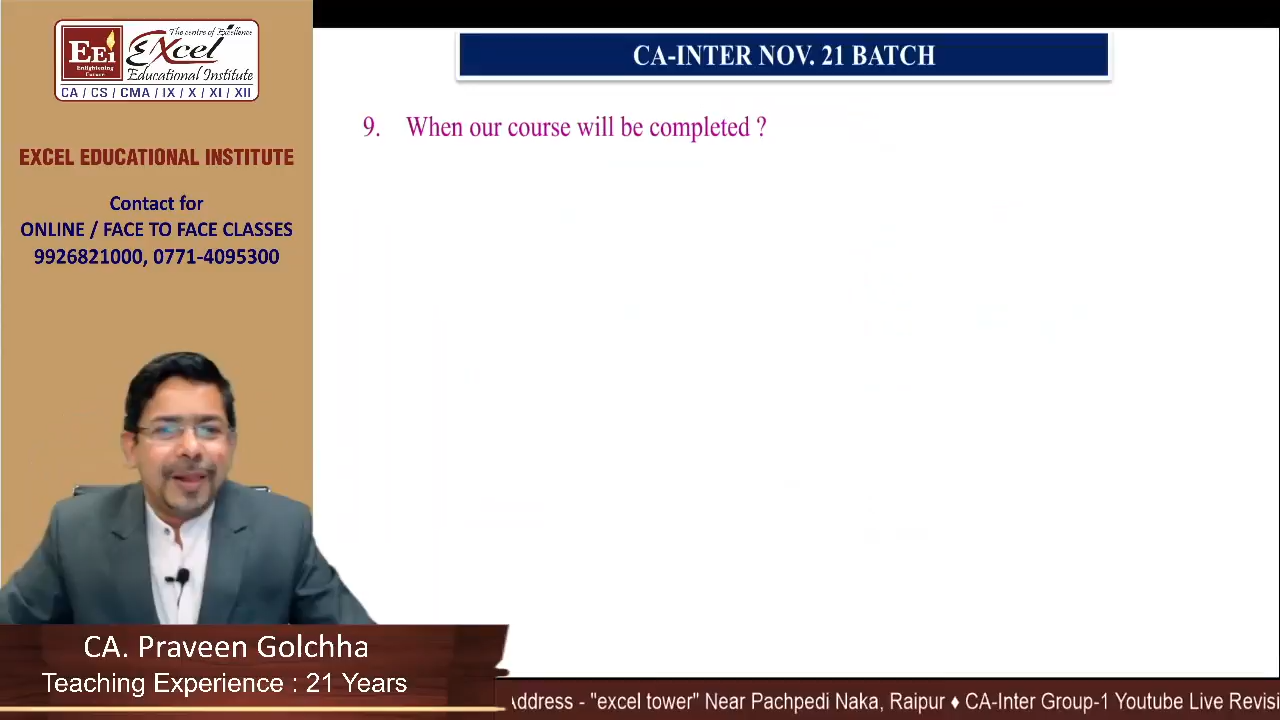 The centre of Excellence
EEi
Enlightening
Career
Excel
Educational Institute
CA / CS / CMA / IX / X / XI / XII
EXCEL EDUCATIONAL INSTITUTE
Contact for
ONLINE / FACE TO FACE CLASSES
9926821000, 0771-4095300
CA-INTER NOV. 21 BATCH
9. When our course will be completed ?
CA. Praveen Golchha
Teaching Experience : 21 Years
Address - "excel tower" Near Pachpedi Naka, Raipur ♦ CA-Inter Group-1 Youtube Live Revisi